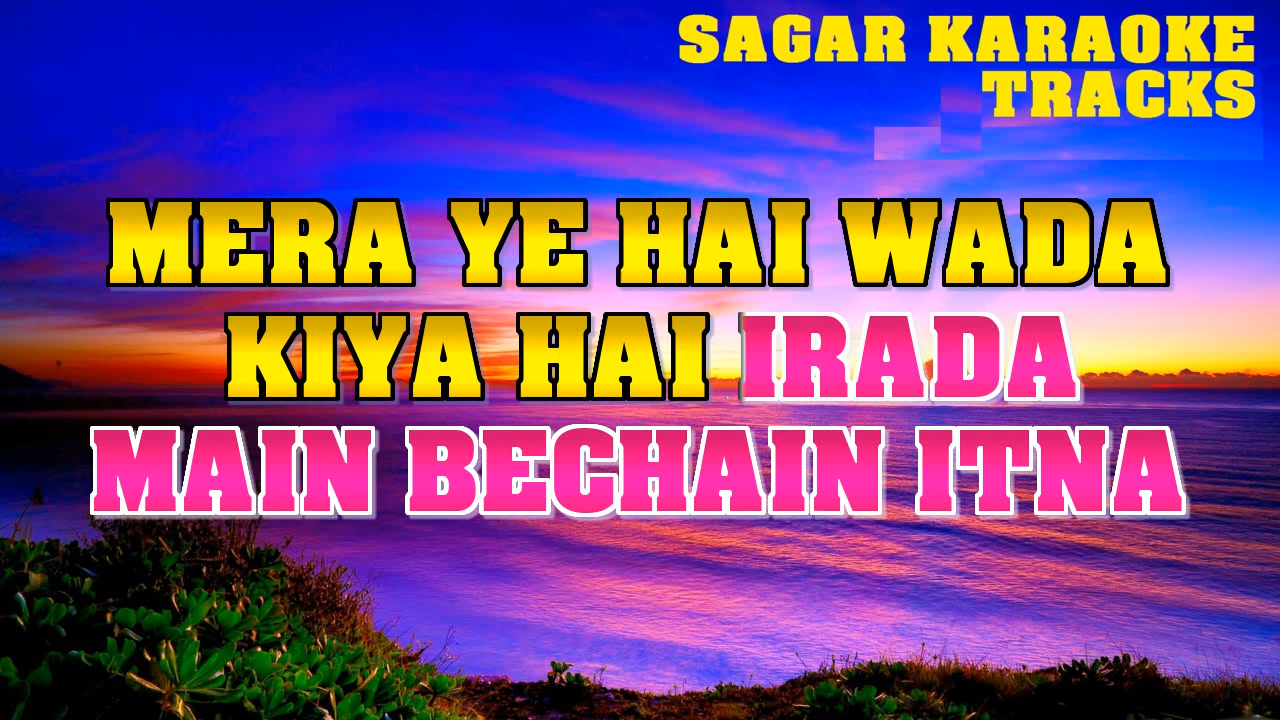 SAGAR KARAOKE
TRACKS
MERA YE HAI WADA
KIYA HAI IRADA
MAIN BECHAIN ITNA